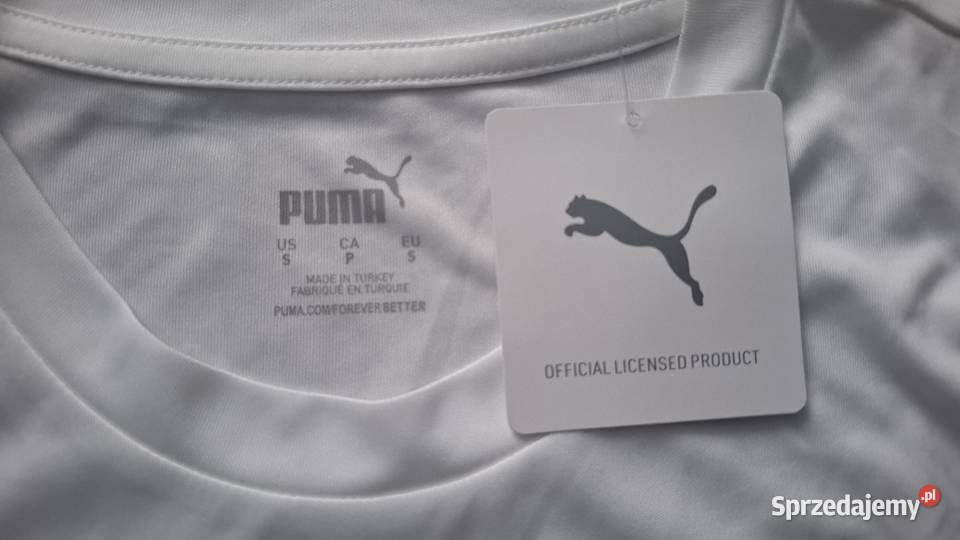 PUMA
US CA EU
S P S
MADE IN TURKEY
FABRIQUÉ EN TURQUIE
PUMA.COM/FOREVER BETTER
OFFICIAL LICENSED PRODUCT
Sprzedajemy.pl